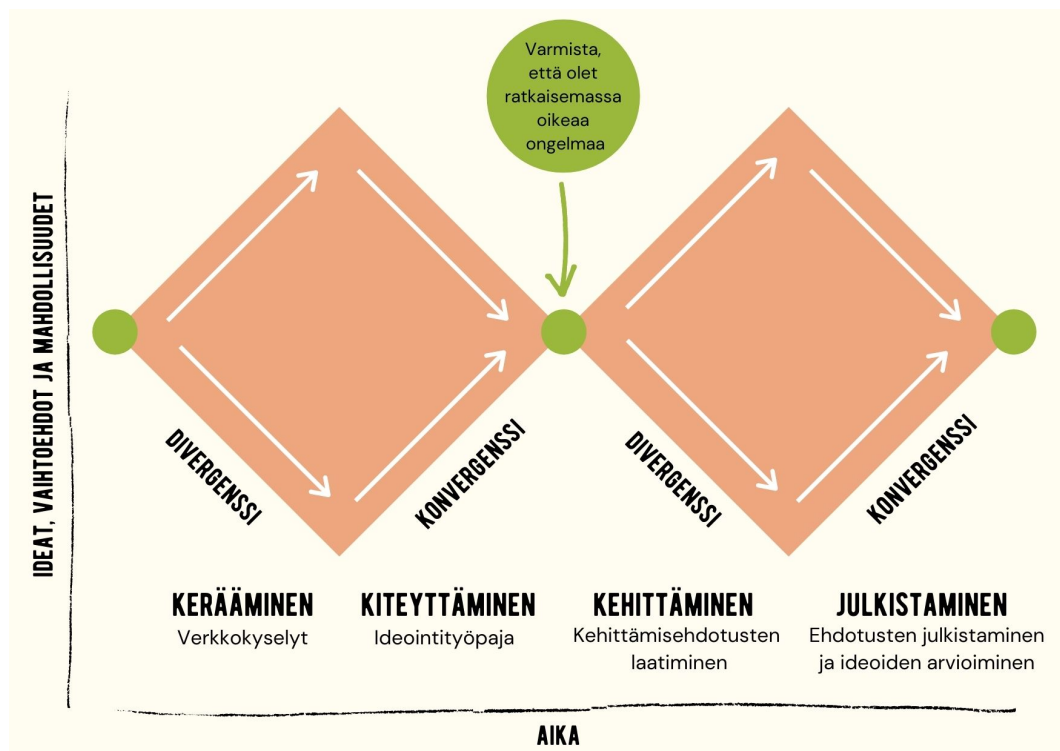 Varmista,
että olet
ratkaisemassa
oikeaa
ongelmaa
IDEAT, VAIHTOEHDOT JA MAHDOLLISUUDET
DIVERGENSSI
KONVERGENSSI
DIVERGENSSI
KONVERGENSSI
KERÄÄMINEN
Verkkokyselyt
KITEYTTÄMINEN
Ideointityöpaja
KEHITTÄMINEN
Kehittämisehdotusten
laatiminen
JULKISTAMINEN
Ehdotusten julkistaminen
ja ideoiden arvioiminen
AIKA